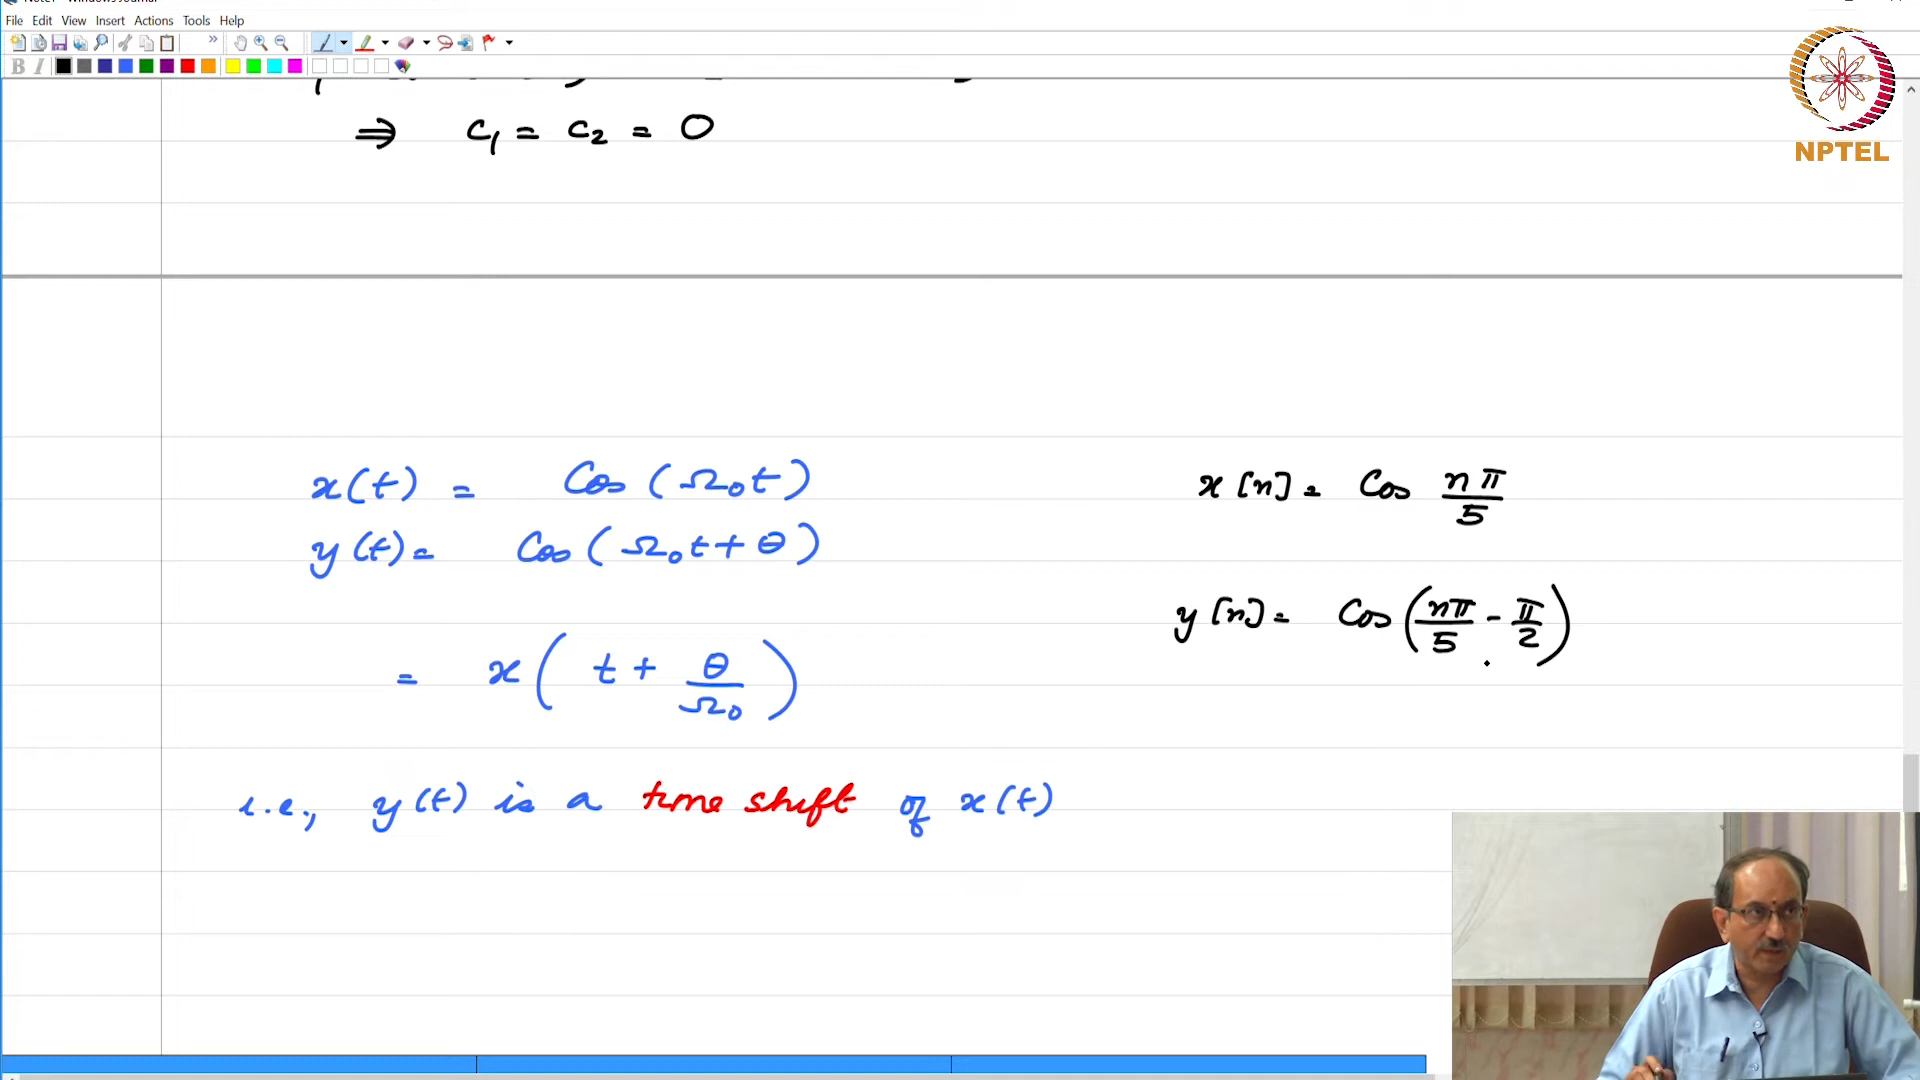 File Edit View Insert Actions Tools Help
B I
NPTEL
⇒ c₁ = c₂ = 0
x(t) = Cos (Ω₀t)
y(t) = Cos (Ω₀t + θ)
= x( t + θ/Ω₀ )
i.e., y(t) is a time shift of x(t)
x[n] = Cos nπ/5
y[n] = Cos (nπ/5 - π/2)